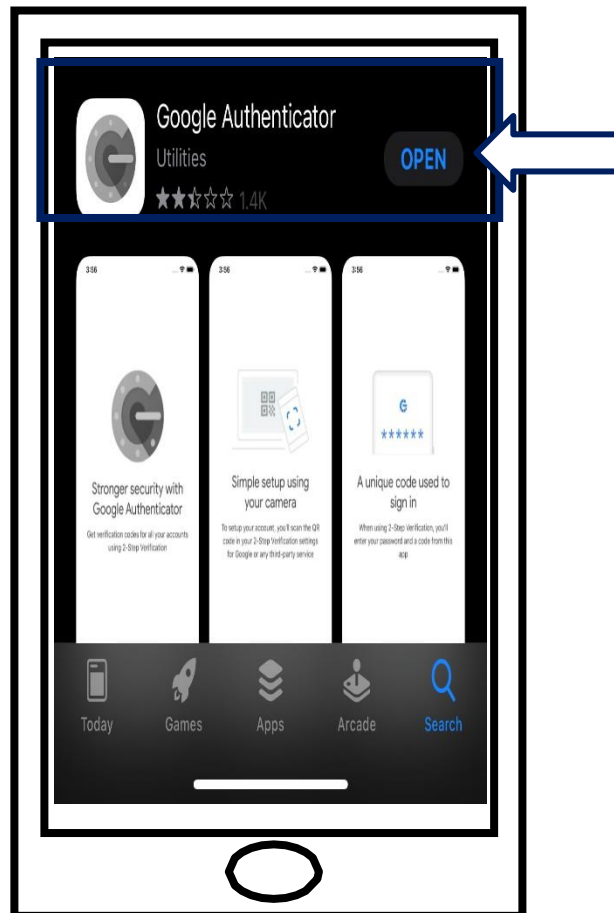 Google Authenticator
Utilities
OPEN
1.4K
3:56
3:56
3:56
Stronger security with
Google Authenticator
Get verification codes for all your accounts
using 2-Step Verification
Simple setup using
your camera
To setup your account, you'll scan the QR
code in your 2-Step Verification settings
for Google or any third-party service
G
******
A unique code used to
sign in
When using 2-Step Verification, you'll
enter your password and a code from this
app
Today
Games
Apps
Arcade
Search